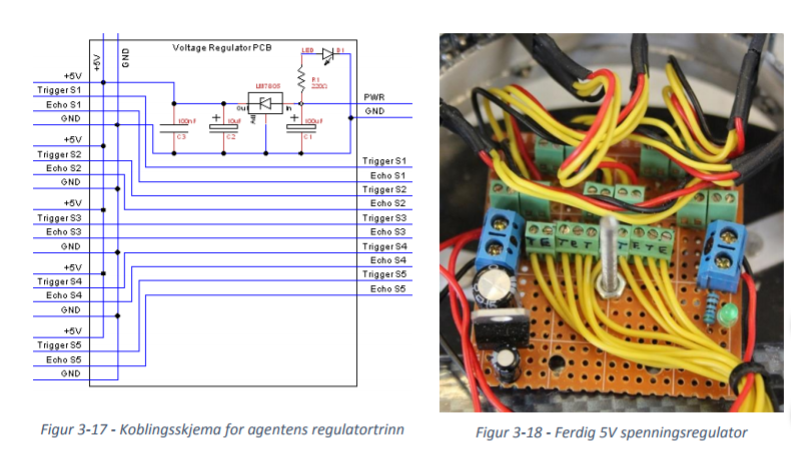 Voltage Regulator PCB
+5V
GND
LED
D1
R1
220Ω
LM7805
Out
In
Adj
PWR
GND
100nF
C3
10uF
C2
100uF
C1
+5V
Trigger S1
Echo S1
GND
+5V
Trigger S2
Echo S2
GND
+5V
Trigger S3
Echo S3
GND
+5V
Trigger S4
Echo S4
GND
+5V
Trigger S5
Echo S5
GND
Trigger S1
Echo S1
Trigger S2
Echo S2
Trigger S3
Echo S3
Trigger S4
Echo S4
Trigger S5
Echo S5
T E T E T T E T E
Figur 3-17 - Koblingsskjema for agentens regulatortrinn
Figur 3-18 - Ferdig 5V spenningsregulator